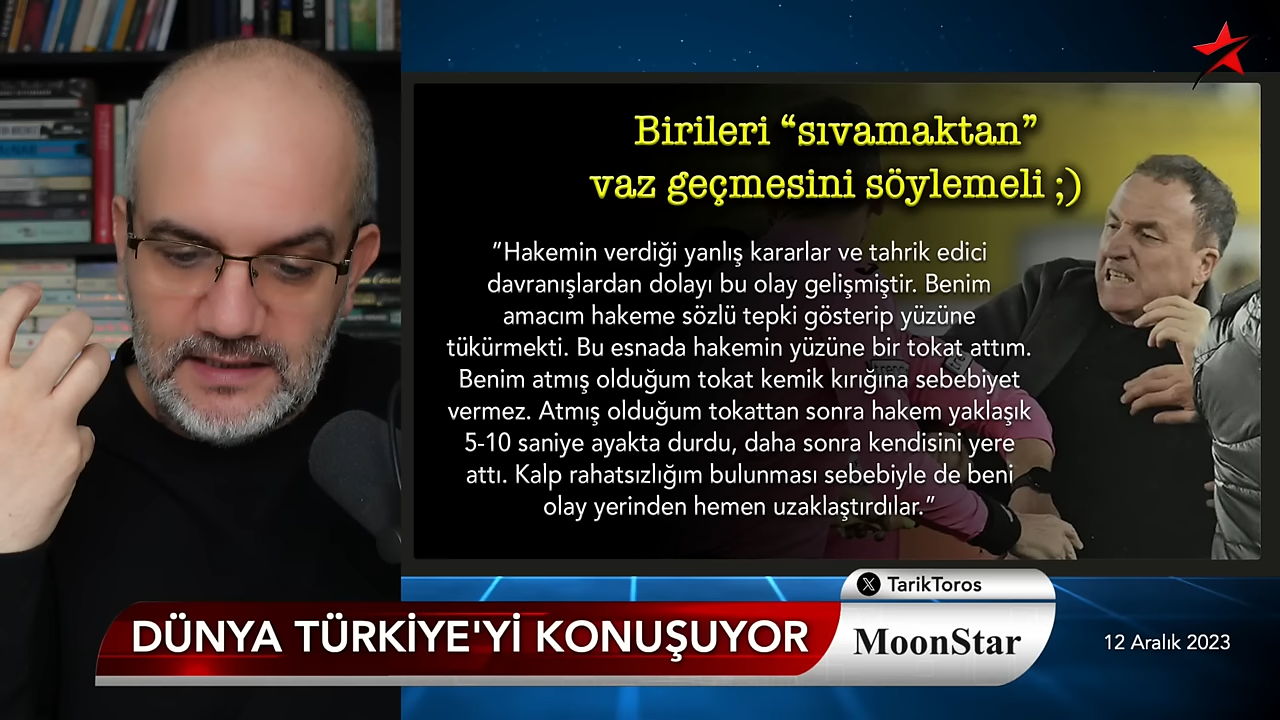 Birileri “sıvamaktan”
vaz geçmesini söylemeli ;)
“Hakemin verdiği yanlış kararlar ve tahrik edici
davranışlardan dolayı bu olay gelişmiştir. Benim
amacım hakeme sözlü tepki gösterip yüzüne
tükürmekti. Bu esnada hakemin yüzüne bir tokat attım.
Benim atmış olduğum tokat kemik kırığına sebebiyet
vermez. Atmış olduğum tokattan sonra hakem yaklaşık
5-10 saniye ayakta durdu, daha sonra kendisini yere
attı. Kalp rahatsızlığım bulunması sebebiyle de beni
olay yerinden hemen uzaklaştırdılar.”
TarikToros
DÜNYA TÜRKİYE'Yİ KONUŞUYOR
MoonStar
12 Aralık 2023